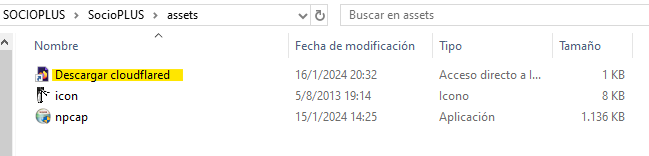 SOCIOPLUS > SocioPLUS > assets
Buscar en assets
Nombre Fecha de modificación Tipo Tamaño
Descargar cloudflared 16/1/2024 20:32 Acceso directo a I... 1 KB
icon 5/8/2013 19:14 Icono 8 KB
npcap 15/1/2024 14:25 Aplicación 1.136 KB